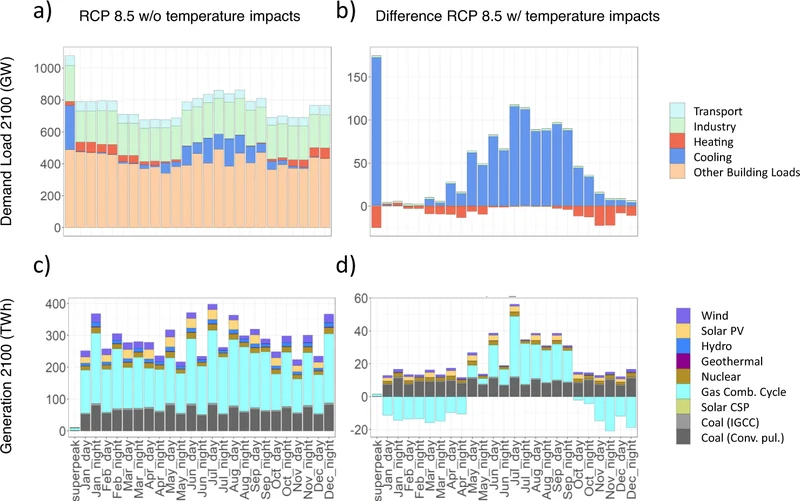 a)
RCP 8.5 w/o temperature impacts
b)
Difference RCP 8.5 w/ temperature impacts
Demand Load 2100 (GW)
1000
800
600
400
200
0
150
100
50
0
Transport
Industry
Heating
Cooling
Other Building Loads
c)
d)
Generation 2100 (TWh)
400
300
200
100
0
60
40
20
0
-20
Wind
Solar PV
Hydro
Geothermal
Nuclear
Gas Comb. Cycle
Solar CSP
Coal (IGCC)
Coal (Conv. pul.)
superpeak
Jan_day
Jan_night
Feb_day
Feb_night
Mar_day
Mar_night
Apr_day
Apr_night
May_day
May_night
Jun_day
Jun_night
Jul_day
Jul_night
Aug_day
Aug_night
Sep_day
Sep_night
Oct_day
Oct_night
Nov_day
Nov_night
Dec_day
Dec_night
superpeak
Jan_day
Jan_night
Feb_day
Feb_night
Mar_day
Mar_night
Apr_day
Apr_night
May_day
May_night
Jun_day
Jun_night
Jul_day
Jul_night
Aug_day
Aug_night
Sep_day
Sep_night
Oct_day
Oct_night
Nov_day
Nov_night
Dec_day
Dec_night